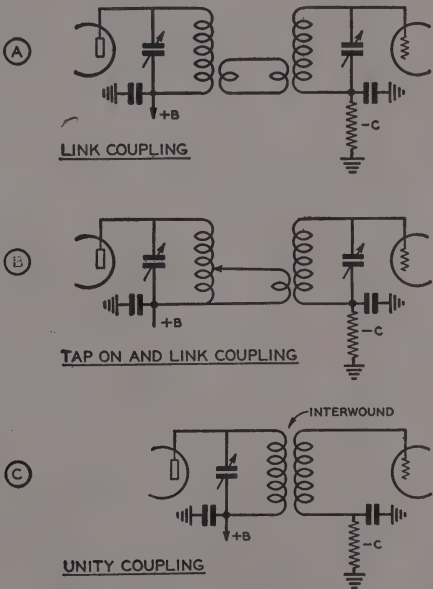 A
+B
-C
LINK COUPLING
B
+B
-C
TAP ON AND LINK COUPLING
INTERWOUND
C
+B
-C
UNITY COUPLING